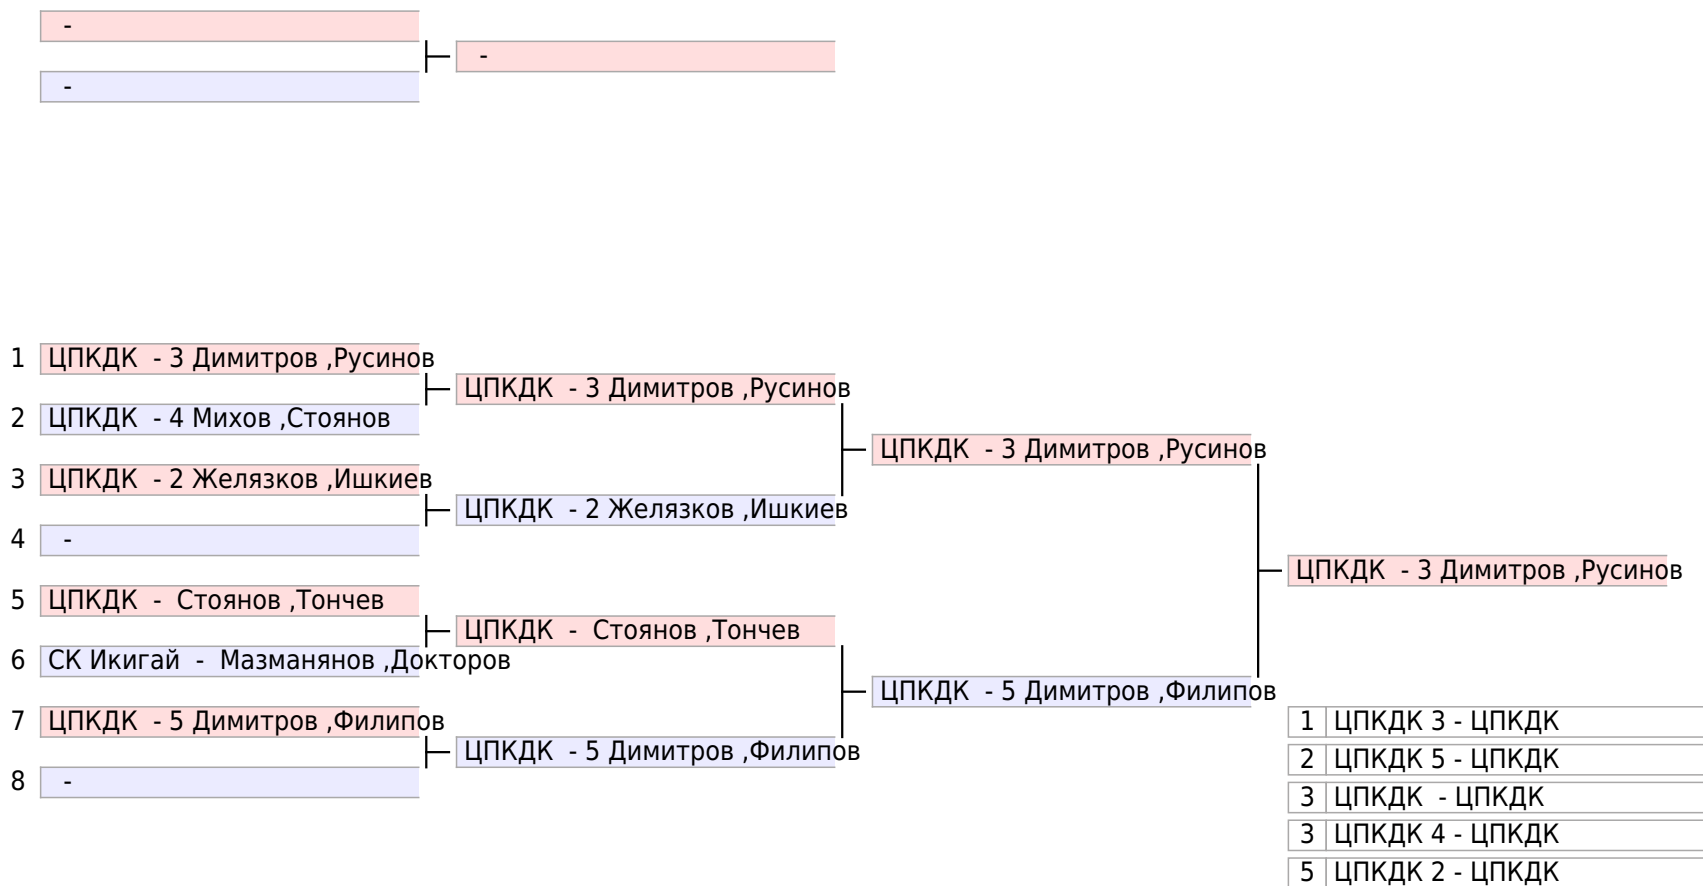 -
-
-
1 ЦПКДК - 3 Димитров ,Русинов
ЦПКДК - 3 Димитров ,Русинов
2 ЦПКДК - 4 Михов ,Стоянов
ЦПКДК - 3 Димитров ,Русинов
3 ЦПКДК - 2 Желязков ,Ишкиев
ЦПКДК - 2 Желязков ,Ишкиев
4 -
ЦПКДК - 3 Димитров ,Русинов
5 ЦПКДК - Стоянов ,Тончев
ЦПКДК - Стоянов ,Тончев
6 СК Икигай - Мазманянов ,Докторов
ЦПКДК - 5 Димитров ,Филипов
7 ЦПКДК - 5 Димитров ,Филипов
ЦПКДК - 5 Димитров ,Филипов
8 -
1 ЦПКДК 3 - ЦПКДК
2 ЦПКДК 5 - ЦПКДК
3 ЦПКДК - ЦПКДК
3 ЦПКДК 4 - ЦПКДК
5 ЦПКДК 2 - ЦПКДК